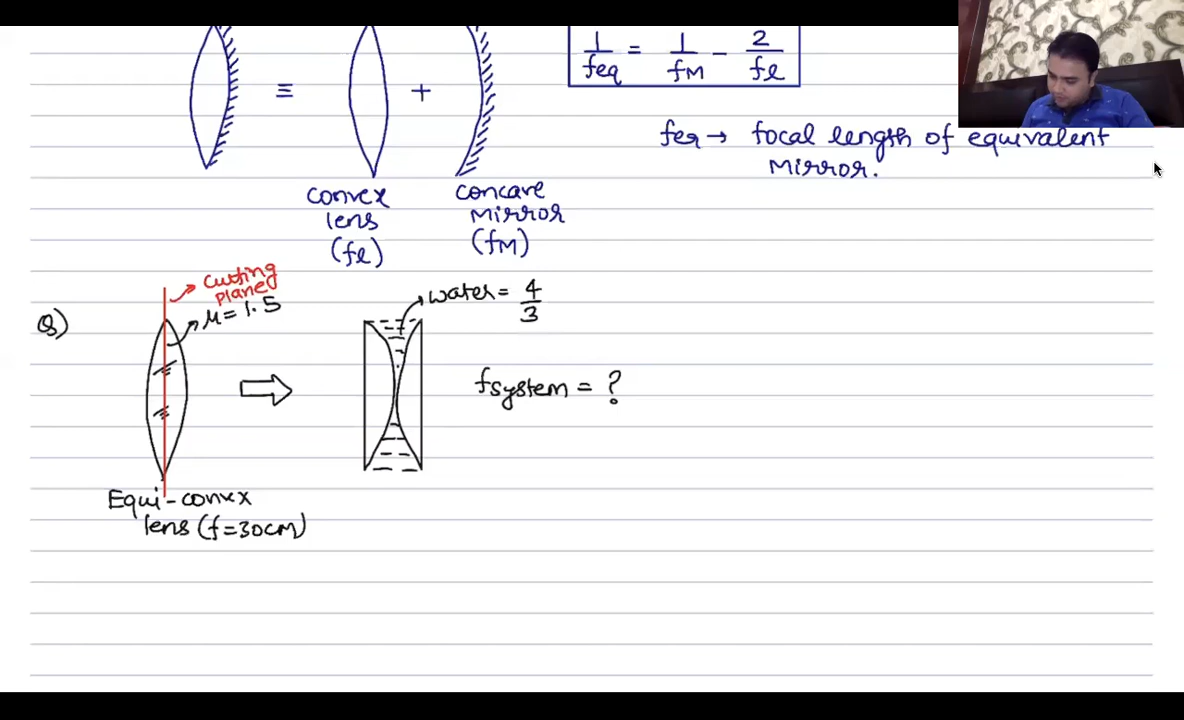 1/feq = 1/fM - 2/fl
≡ +
feq → focal length of equivalent
Mirror.
convex
lens
(fl)
concave
Mirror
(fM)
Cutting
plane
Q)
μ = 1.5
water = 4/3
fsystem = ?
Equi-convex
lens (f=30cm)